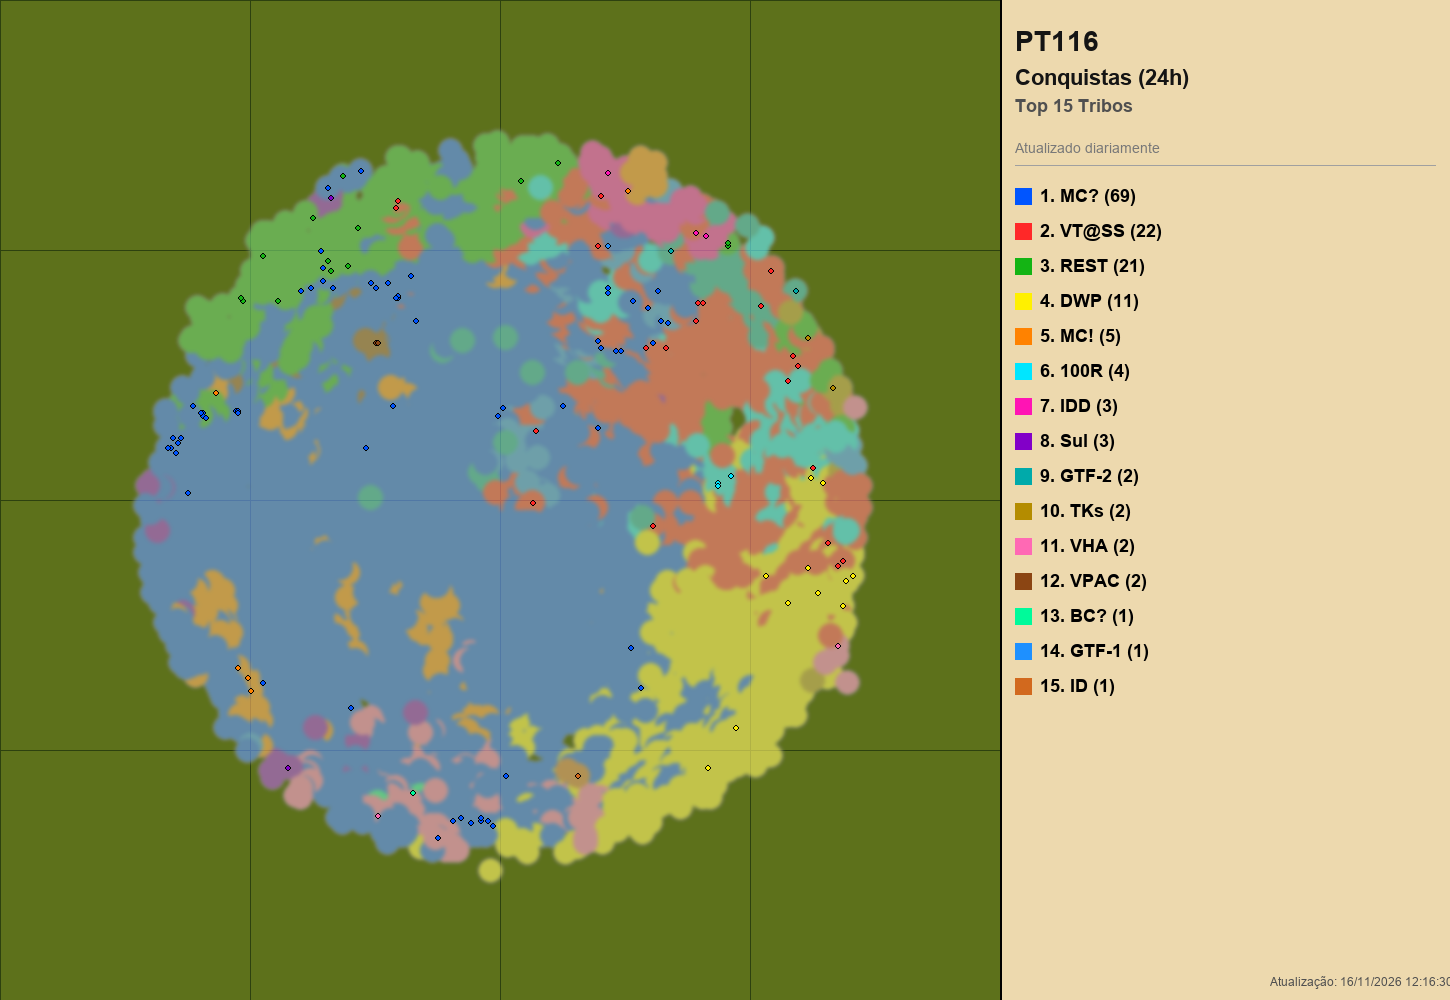 PT116
Conquistas (24h)
Top 15 Tribos
Atualizado diariamente
1. MC? (69)
2. VT@SS (22)
3. REST (21)
4. DWP (11)
5. MC! (5)
6. 100R (4)
7. IDD (3)
8. Sul (3)
9. GTF-2 (2)
10. TKs (2)
11. VHA (2)
12. VPAC (2)
13. BC? (1)
14. GTF-1 (1)
15. ID (1)
Atualização: 16/11/2026 12:16:30